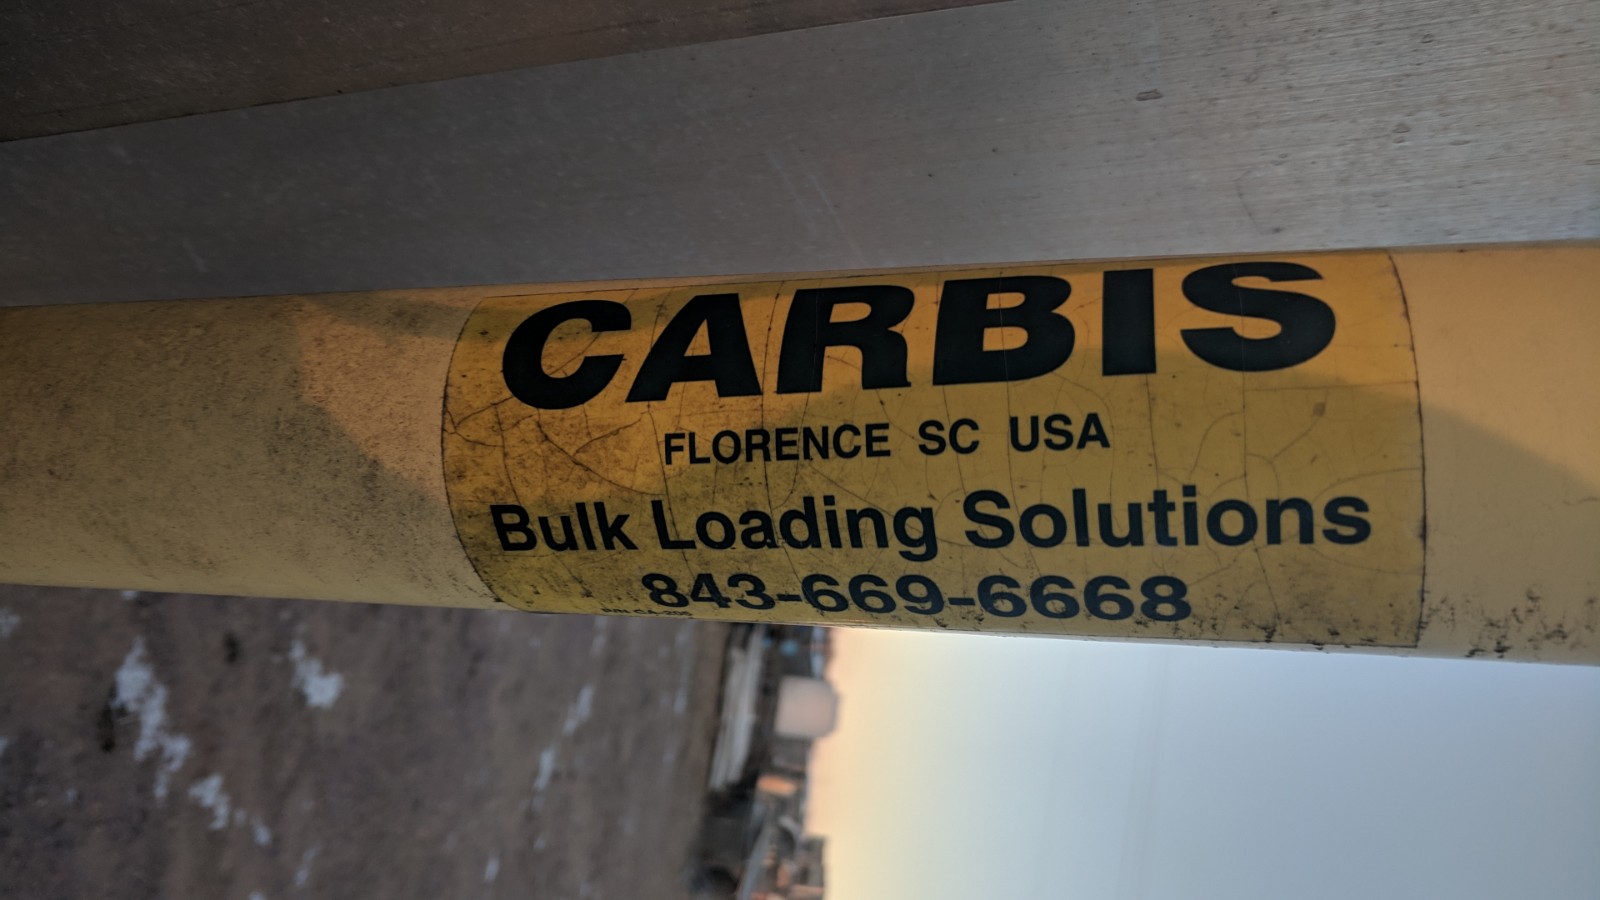 CARBIS
FLORENCE SC USA
Bulk Loading Solutions
843-669-6668